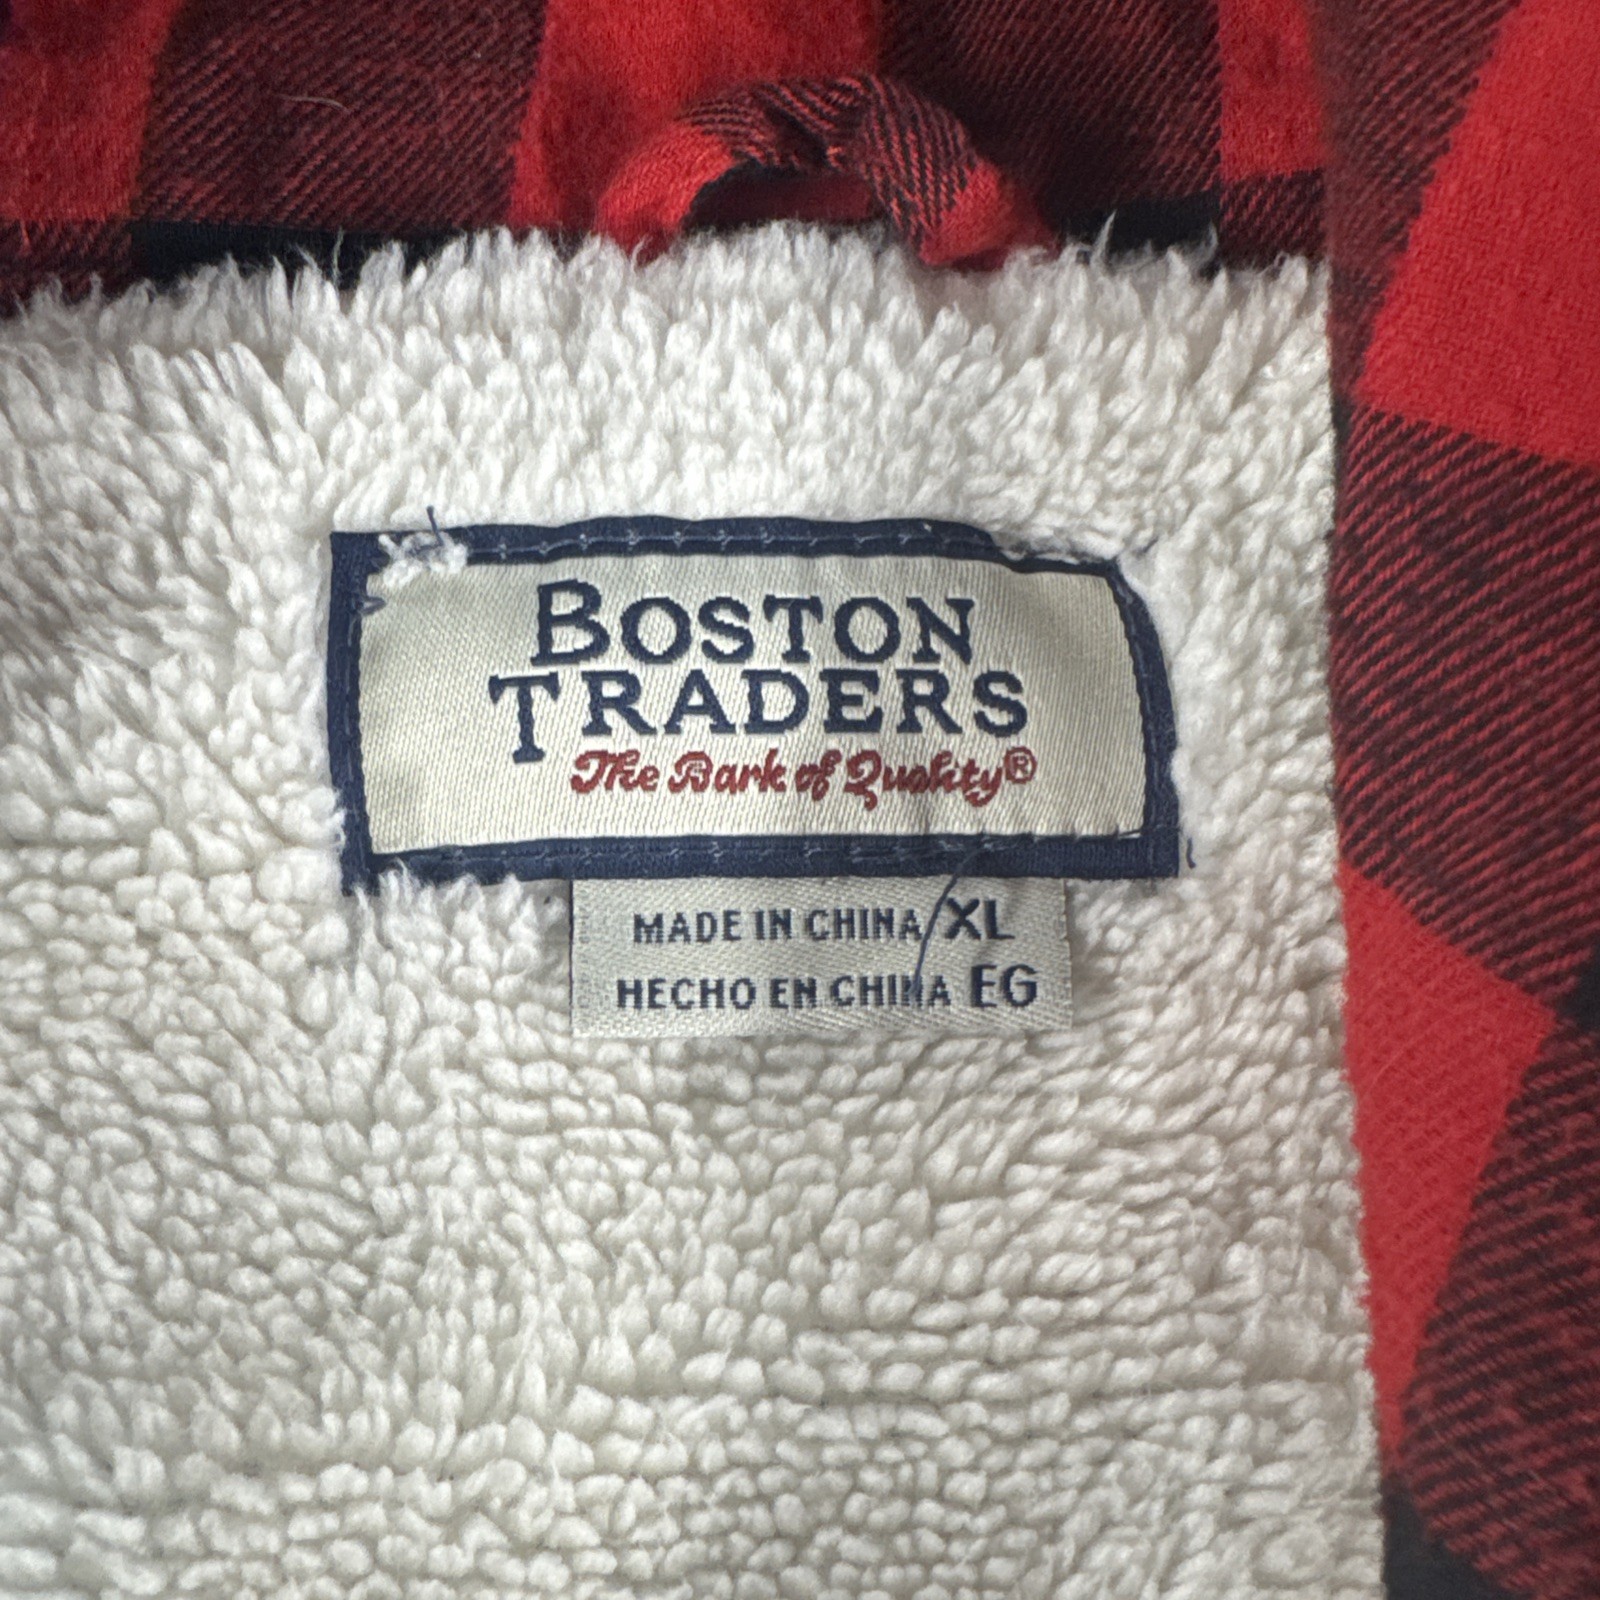 BOSTON
TRADERS
The Bark of Quality®
MADE IN CHINA XL
HECHO EN CHINA EG